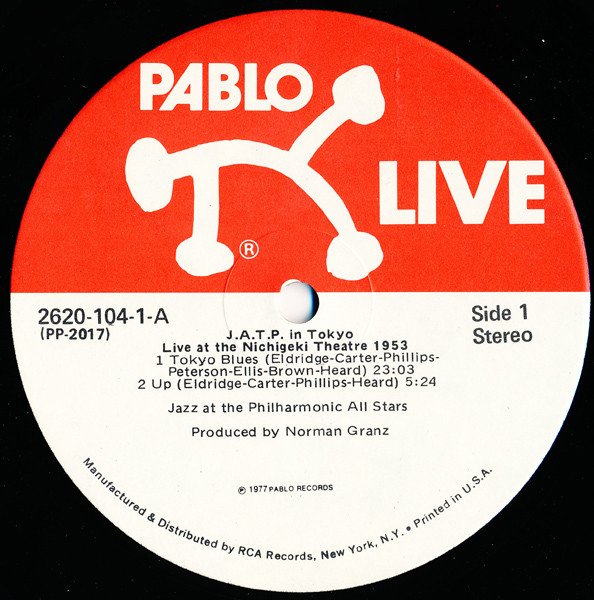 PABLO
LIVE
®
2620-104-1-A
(PP-2017)
Side 1
Stereo
J.A.T.P. in Tokyo
Live at the Nichigeki Theatre 1953
1 Tokyo Blues (Eldridge-Carter-Phillips-
Peterson-Ellis-Brown-Heard) 23:03
2 Up (Eldridge-Carter-Phillips-Heard) 5:24
Jazz at the Philharmonic All Stars
Produced by Norman Granz
℗ 1977 PABLO RECORDS
Manufactured & Distributed by RCA Records, New York, N.Y. • Printed in U.S.A.